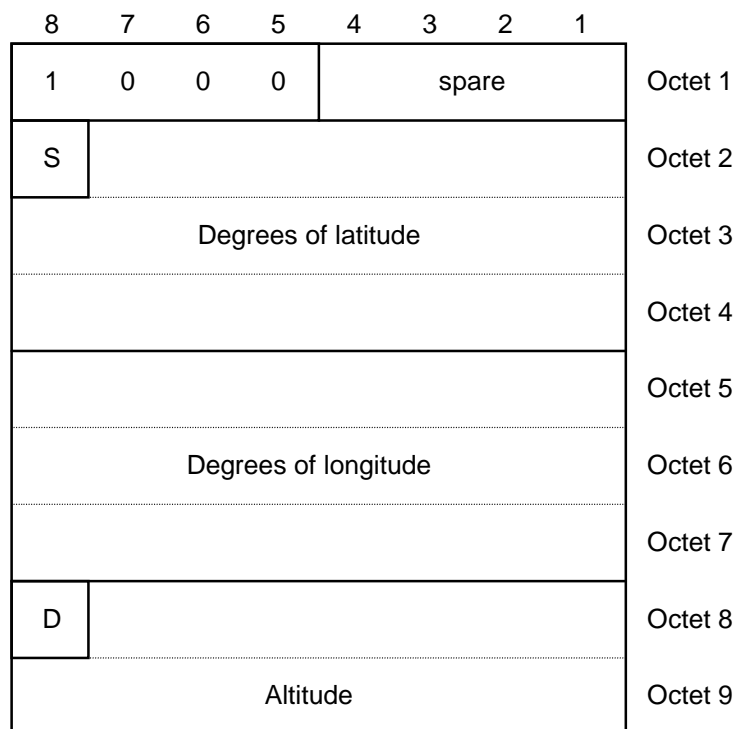 8 7 6 5 4 3 2 1
1 0 0 0 spare Octet 1
S Octet 2
Degrees of latitude Octet 3
Octet 4
Octet 5
Degrees of longitude Octet 6
Octet 7
D Octet 8
Altitude Octet 9